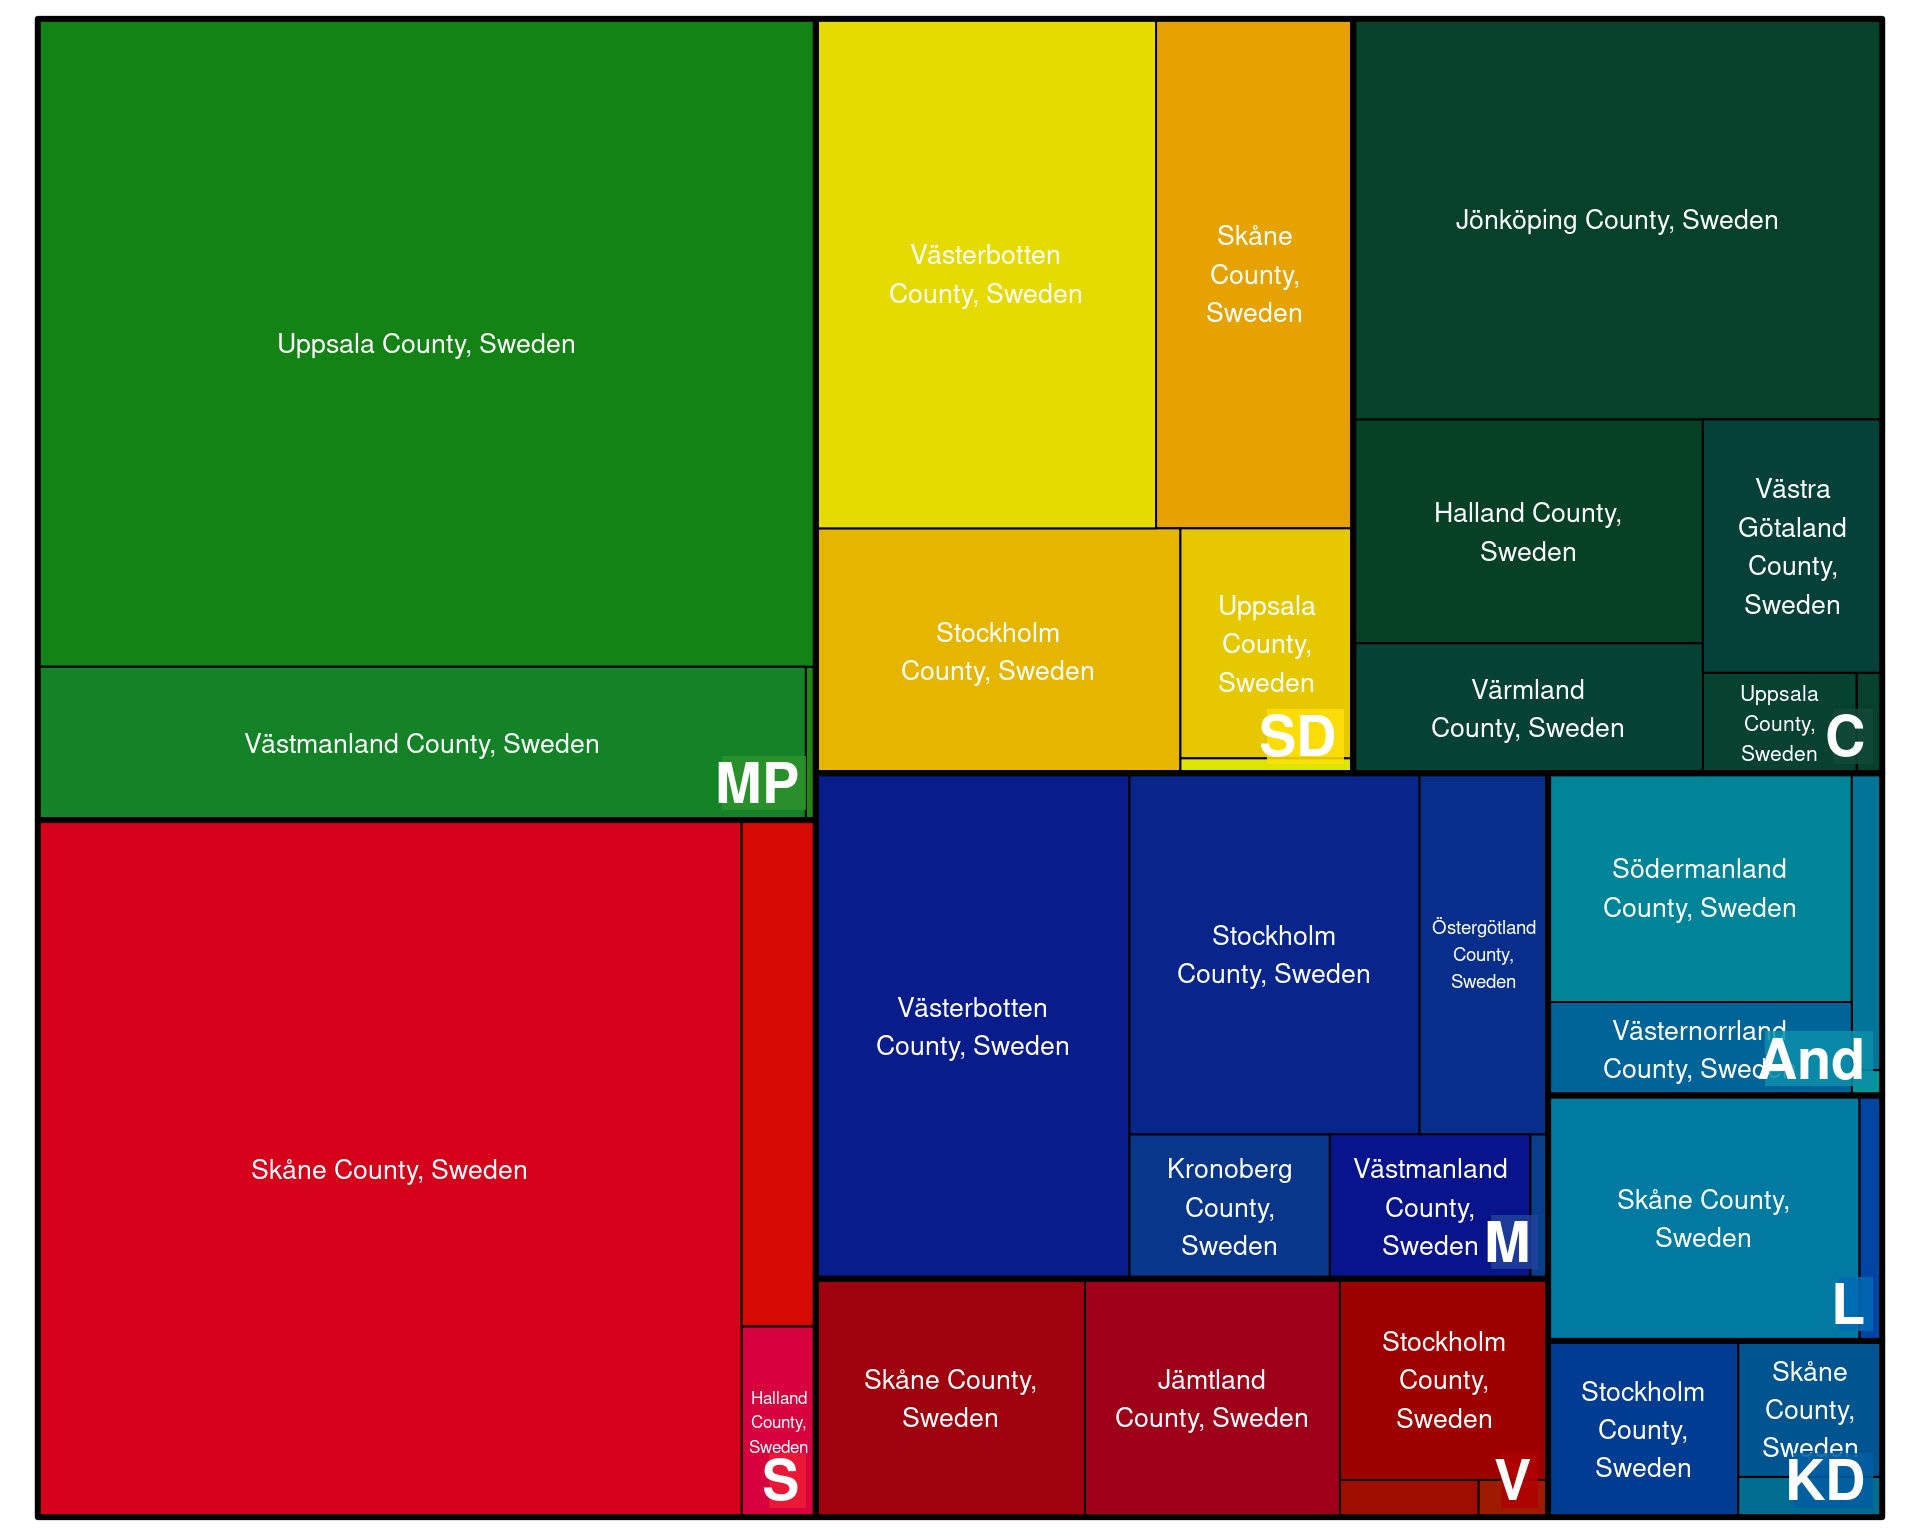 Uppsala County, Sweden
Västmanland County, Sweden
MP
Skåne County, Sweden
Halland
County,
Sweden
S
Västerbotten
County, Sweden
Skåne
County,
Sweden
Stockholm
County, Sweden
Uppsala
County,
Sweden
SD
Jönköping County, Sweden
Halland County,
Sweden
Västra
Götaland
County,
Sweden
Värmland
County, Sweden
Uppsala
County,
Sweden
C
Västerbotten
County, Sweden
Stockholm
County, Sweden
Östergötland
County,
Sweden
Kronoberg
County,
Sweden
Västmanland
County,
Sweden
M
Södermanland
County, Sweden
Västernorrland
County, Sweden
And
Skåne County,
Sweden
L
Skåne County,
Sweden
Jämtland
County, Sweden
Stockholm
County,
Sweden
V
Stockholm
County,
Sweden
Skåne
County,
Sweden
KD